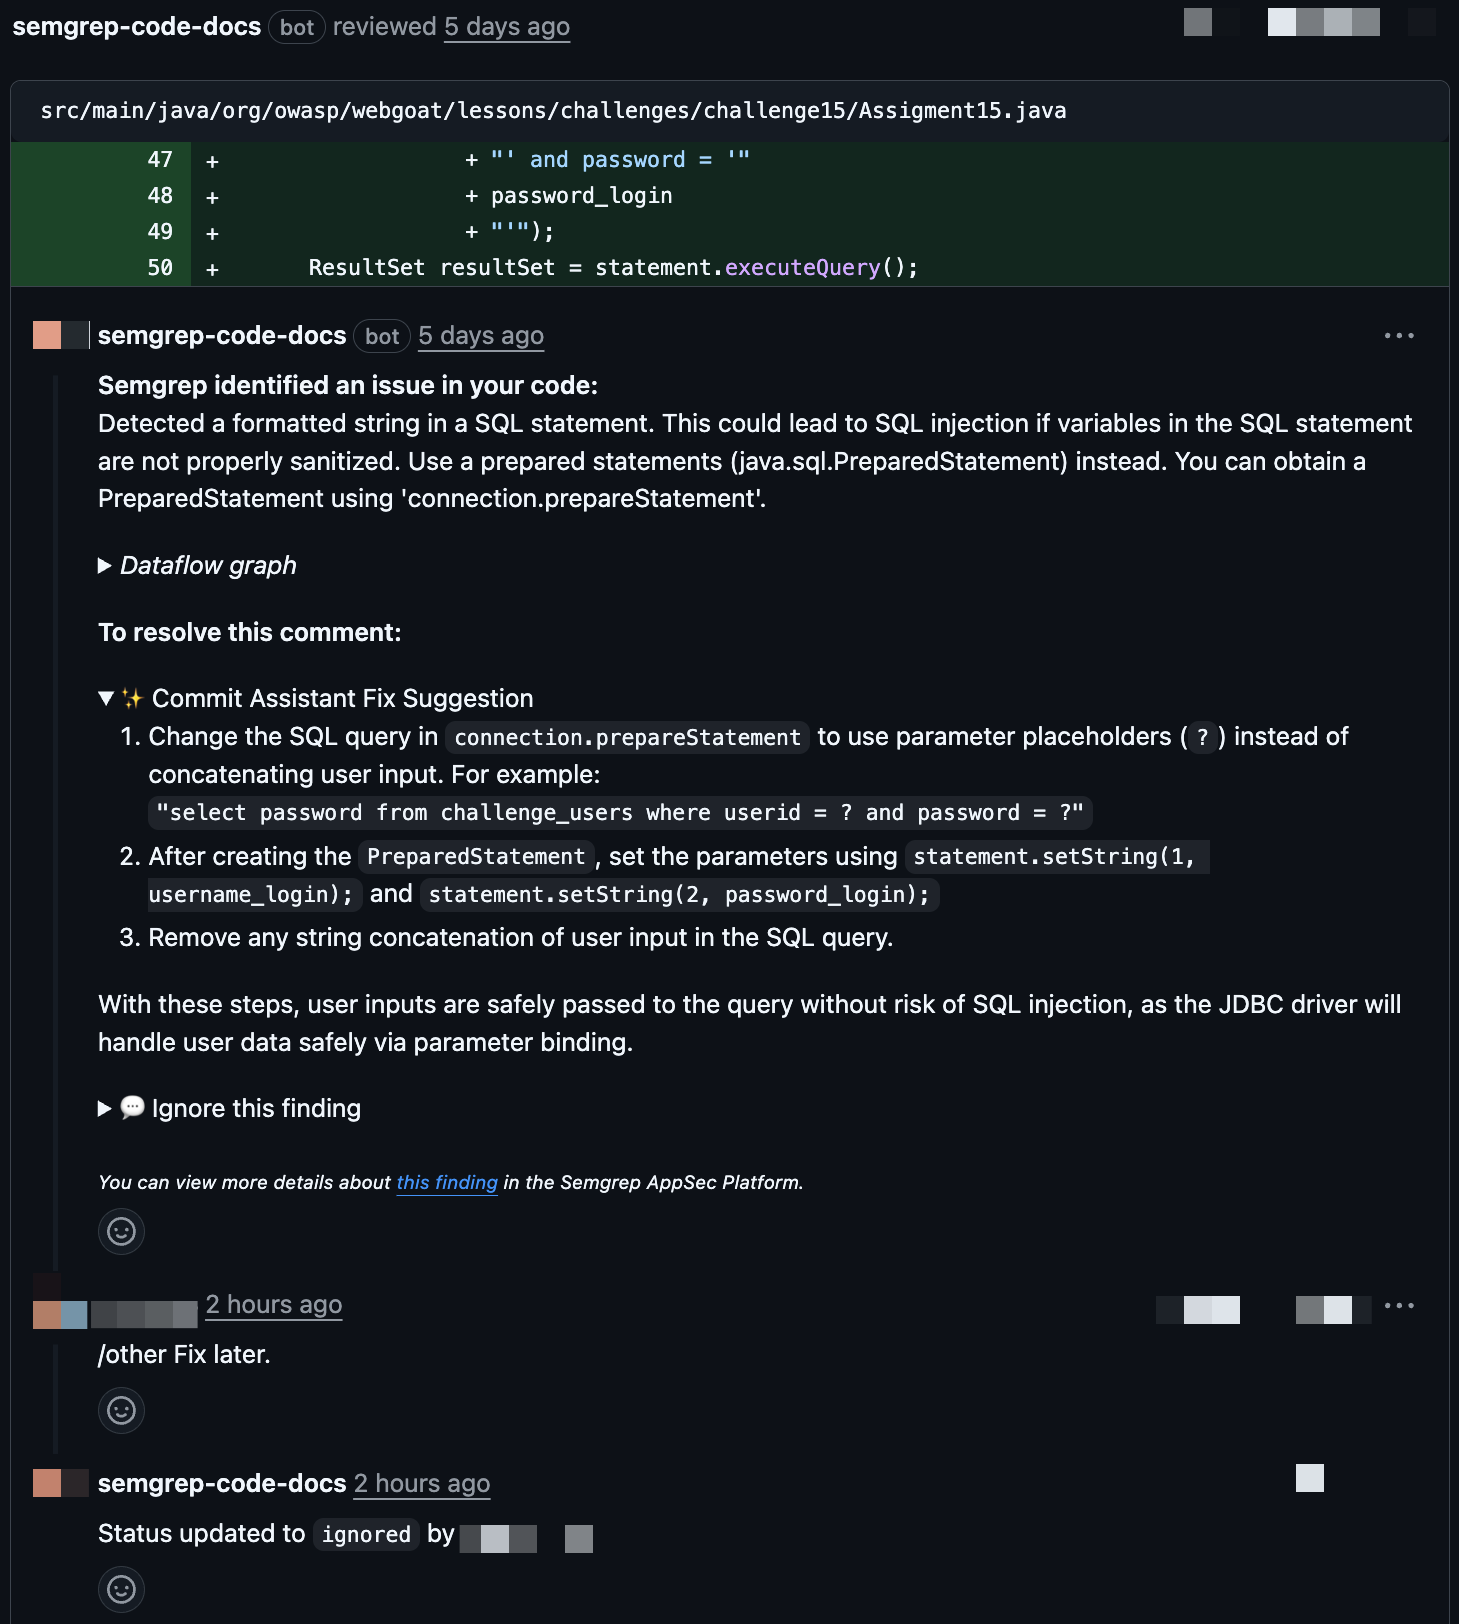 semgrep-code-docs bot reviewed 5 days ago
src/main/java/org/owasp/webgoat/lessons/challenges/challenge15/Assigment15.java
47 + + "' and password = '"
48 + + password_login
49 + + "'");
50 + ResultSet resultSet = statement.executeQuery();
semgrep-code-docs bot 5 days ago
Semgrep identified an issue in your code:
Detected a formatted string in a SQL statement. This could lead to SQL injection if variables in the SQL statement
are not properly sanitized. Use a prepared statements (java.sql.PreparedStatement) instead. You can obtain a
PreparedStatement using 'connection.prepareStatement'.
▶ Dataflow graph
To resolve this comment:
▼ ✨ Commit Assistant Fix Suggestion
1. Change the SQL query in connection.prepareStatement to use parameter placeholders ( ? ) instead of
concatenating user input. For example:
"select password from challenge_users where userid = ? and password = ?"
2. After creating the PreparedStatement, set the parameters using statement.setString(1,
username_login); and statement.setString(2, password_login);
3. Remove any string concatenation of user input in the SQL query.
With these steps, user inputs are safely passed to the query without risk of SQL injection, as the JDBC driver will
handle user data safely via parameter binding.
▶ 💬 Ignore this finding
You can view more details about this finding in the Semgrep AppSec Platform.
2 hours ago
/other Fix later.
semgrep-code-docs 2 hours ago
Status updated to ignored by